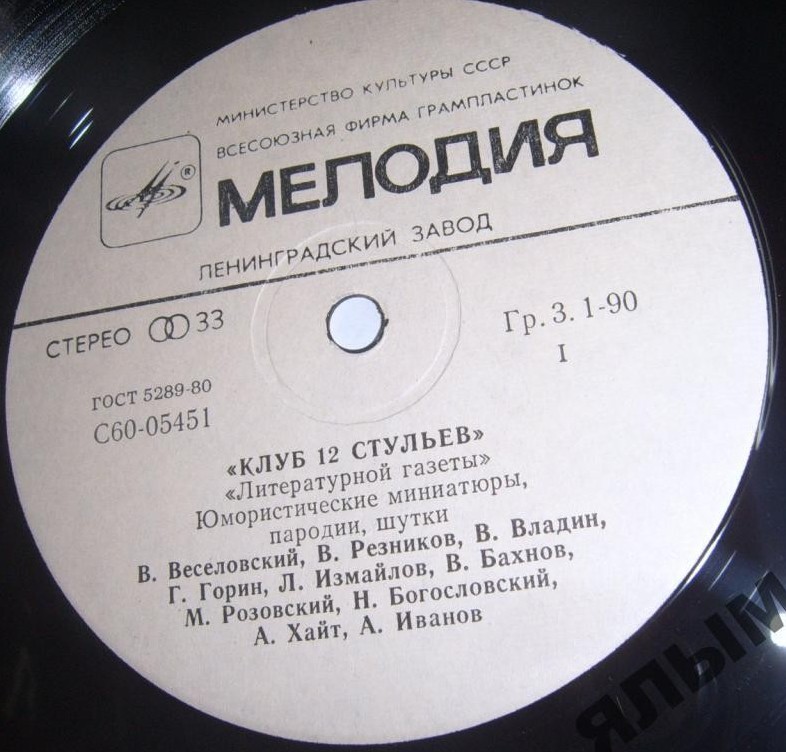 МИНИСТЕРСТВО КУЛЬТУРЫ СССР
ВСЕСОЮЗНАЯ ФИРМА ГРАМПЛАСТИНОК
®
МЕЛОДИЯ
ЛЕНИНГРАДСКИЙ ЗАВОД
СТЕРЕО 33
Гр. 3. 1-90
I
ГОСТ 5289-80
С60-05451
«КЛУБ 12 СТУЛЬЕВ»
«Литературной газеты»
Юмористические миниатюры,
пародии, шутки
В. Веселовский, В. Резников, В. Владин,
Г. Горин, Л. Измайлов, В. Бахнов,
М. Розовский, Н. Богословский,
А. Хайт, А. Иванов
ЯЛЫМ